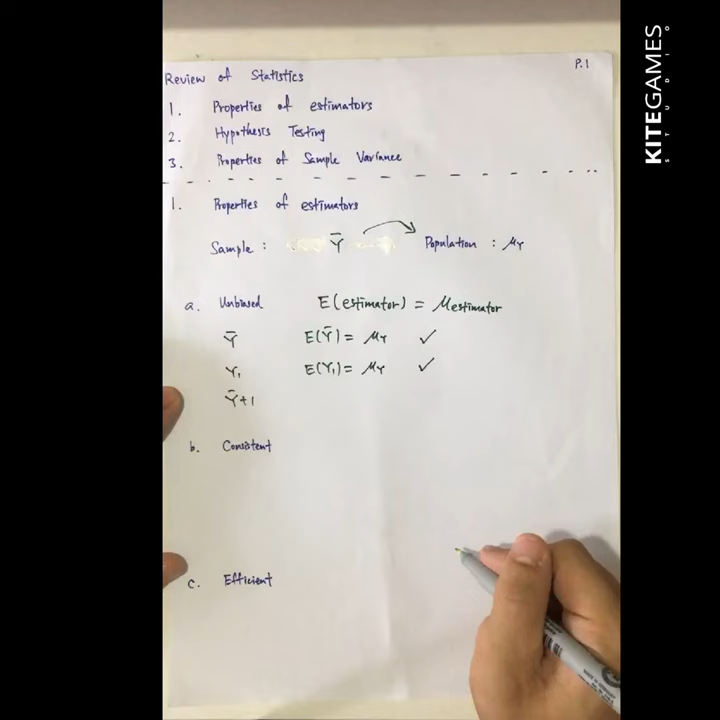 P.1
Review of Statistics
1. Properties of estimators
2. Hypothesis Testing
3. Properties of Sample Variance
1. Properties of estimators
Sample : Ȳ Population : μY
a. Unbiased E(estimator) = μestimator
Ȳ E(Ȳ) = μY ✓
Y₁ E(Y₁) = μY ✓
Ȳ+1
b. Consistent
c. Efficient
KITEGAMES
STUDIO